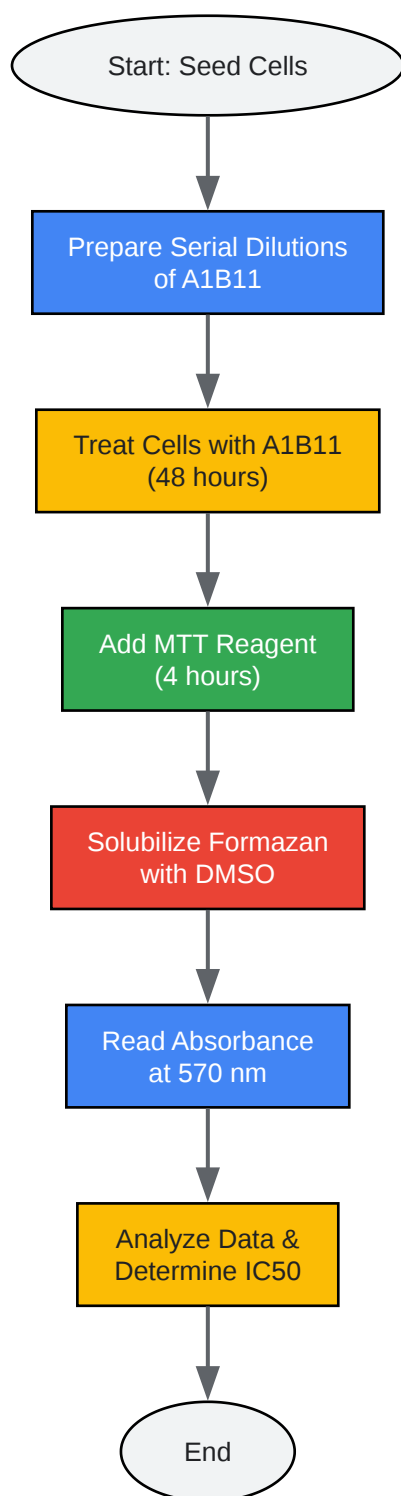 Start: Seed Cells
Prepare Serial Dilutions
of A1B11
Treat Cells with A1B11
(48 hours)
Add MTT Reagent
(4 hours)
Solubilize Formazan
with DMSO
Read Absorbance
at 570 nm
Analyze Data &
Determine IC50
End